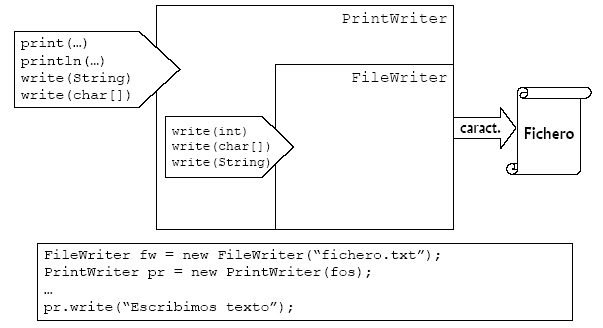 PrintWriter
print(…)
println(…)
write(String)
write(char[])
FileWriter
write(int)
write(char[])
write(String)
caract.
Fichero
FileWriter fw = new FileWriter(“fichero.txt”);
PrintWriter pr = new PrintWriter(fos);
…
pr.write(“Escribimos texto”);